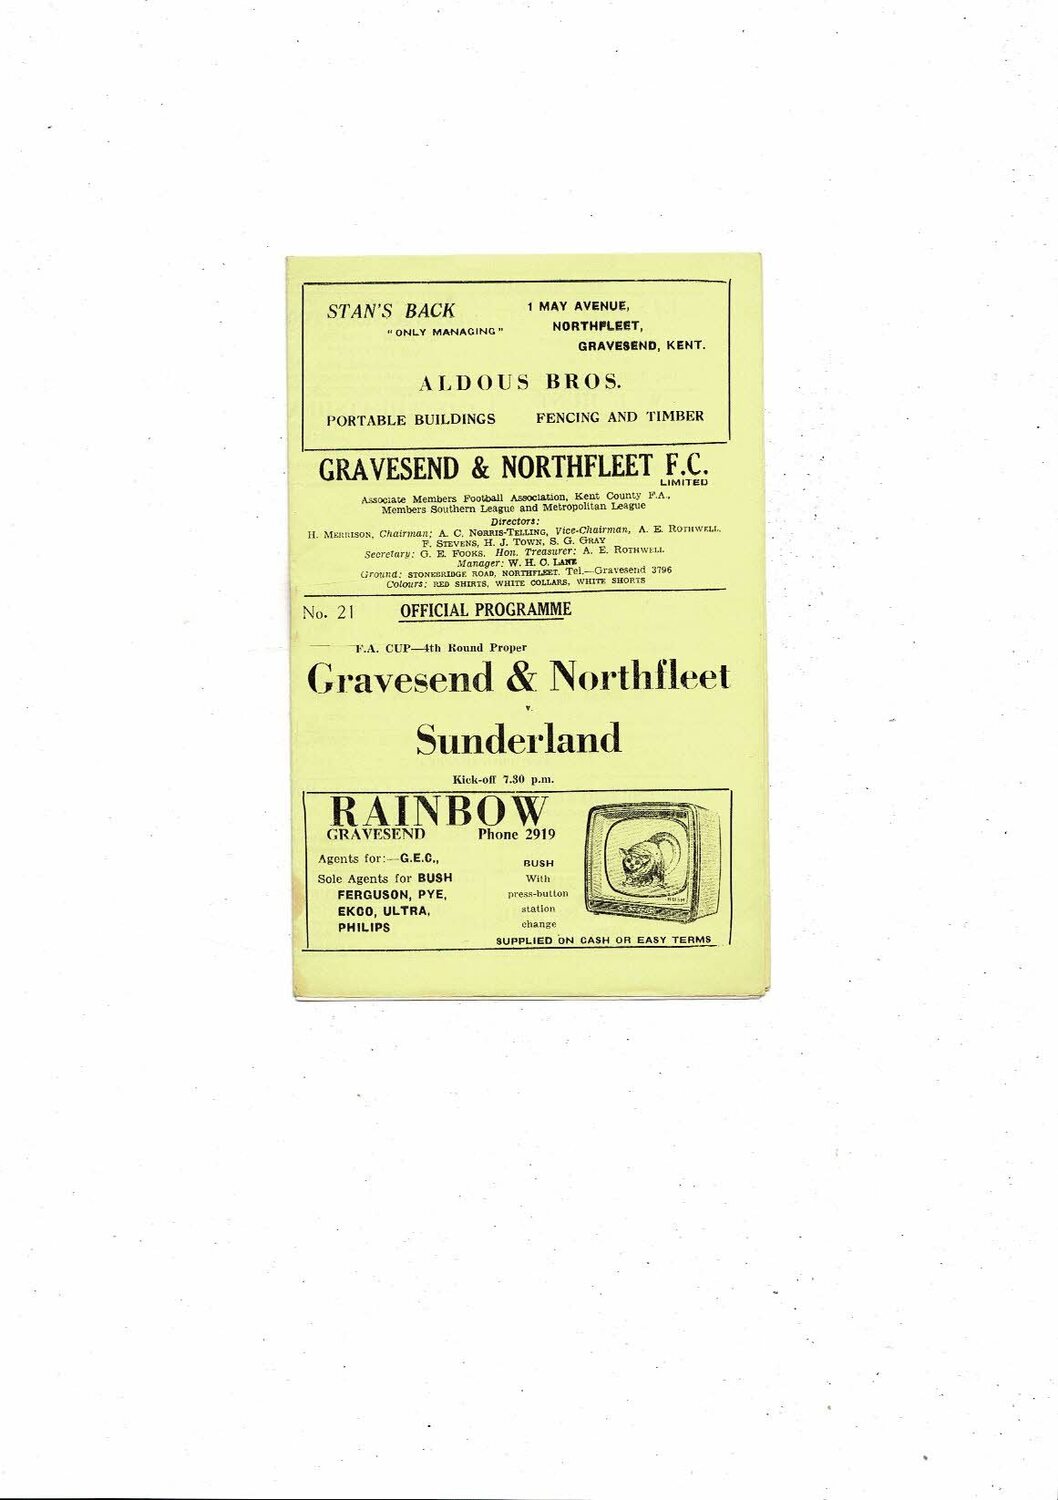 STAN'S BACK
"ONLY MANAGING"
1 MAY AVENUE,
NORTHFLEET,
GRAVESEND, KENT.
ALDOUS BROS.
PORTABLE BUILDINGS FENCING AND TIMBER
GRAVESEND & NORTHFLEET F.C.
LIMITED
Associate Members Football Association, Kent County F.A.,
Members Southern League and Metropolitan League
Directors:
H. MERRISON, Chairman; A. C. NORRIS-TELLING, Vice-Chairman, A. E. ROTHWELL,
F. STEVENS, H. J. TOWN, S. G. GRAY
Secretary: G. E. FOOKS. Hon. Treasurer: A. E. ROTHWELL
Manager: W. H. C. LANE
Ground: STONEBRIDGE ROAD, NORTHFLEET. Tel.—Gravesend 3796
Colours: RED SHIRTS, WHITE COLLARS, WHITE SHORTS
No. 21 OFFICIAL PROGRAMME
F.A. CUP—4th Round Proper
Gravesend & Northfleet
v.
Sunderland
Kick-off 7.30 p.m.
RAINBOW
GRAVESEND Phone 2919
Agents for:—G.E.C.,
Sole Agents for BUSH
FERGUSON, PYE,
EKCO, ULTRA,
PHILIPS
BUSH
With
press-button
station
change
BUSH
SUPPLIED ON CASH OR EASY TERMS